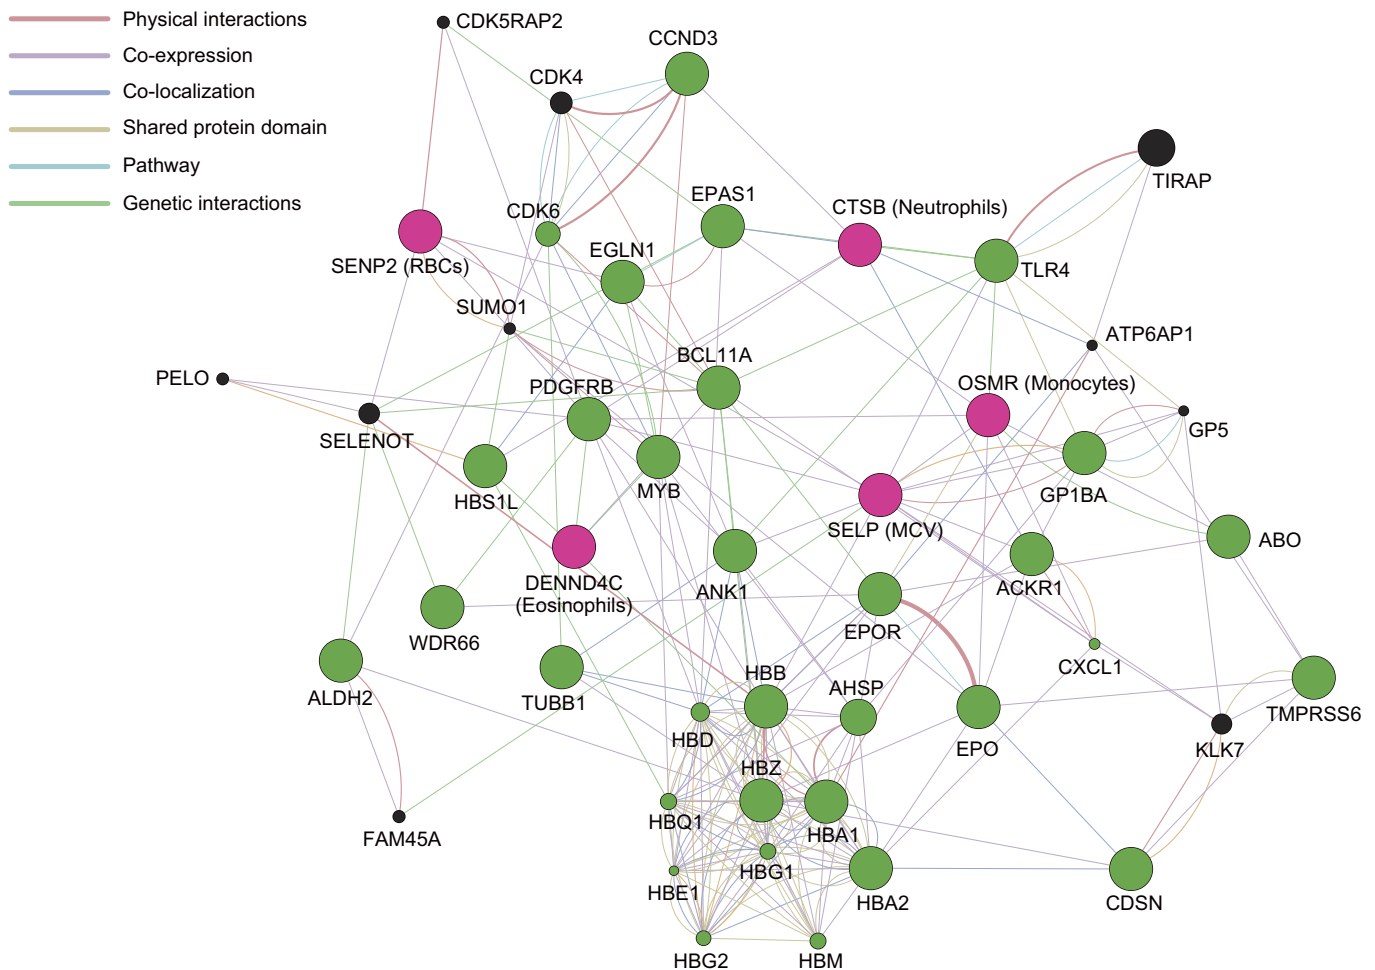 Physical interactions
Co-expression
Co-localization
Shared protein domain
Pathway
Genetic interactions
CDK5RAP2
CCND3
CDK4
TIRAP
EPAS1
CTSB (Neutrophils)
CDK6
EGLN1
SENP2 (RBCs)
TLR4
SUMO1
ATP6AP1
BCL11A
PELO
PDGFRB
OSMR (Monocytes)
SELENOT
GP5
HBS1L
MYB
GP1BA
SELP (MCV)
ABO
DENND4C
(Eosinophils)
ANK1
ACKR1
WDR66
EPOR
CXCL1
HBB
AHSP
ALDH2
TUBB1
TMPRSS6
HBD
EPO
KLK7
HBZ
HBQ1
HBA1
FAM45A
HBG1
HBE1
HBA2
CDSN
HBG2
HBM